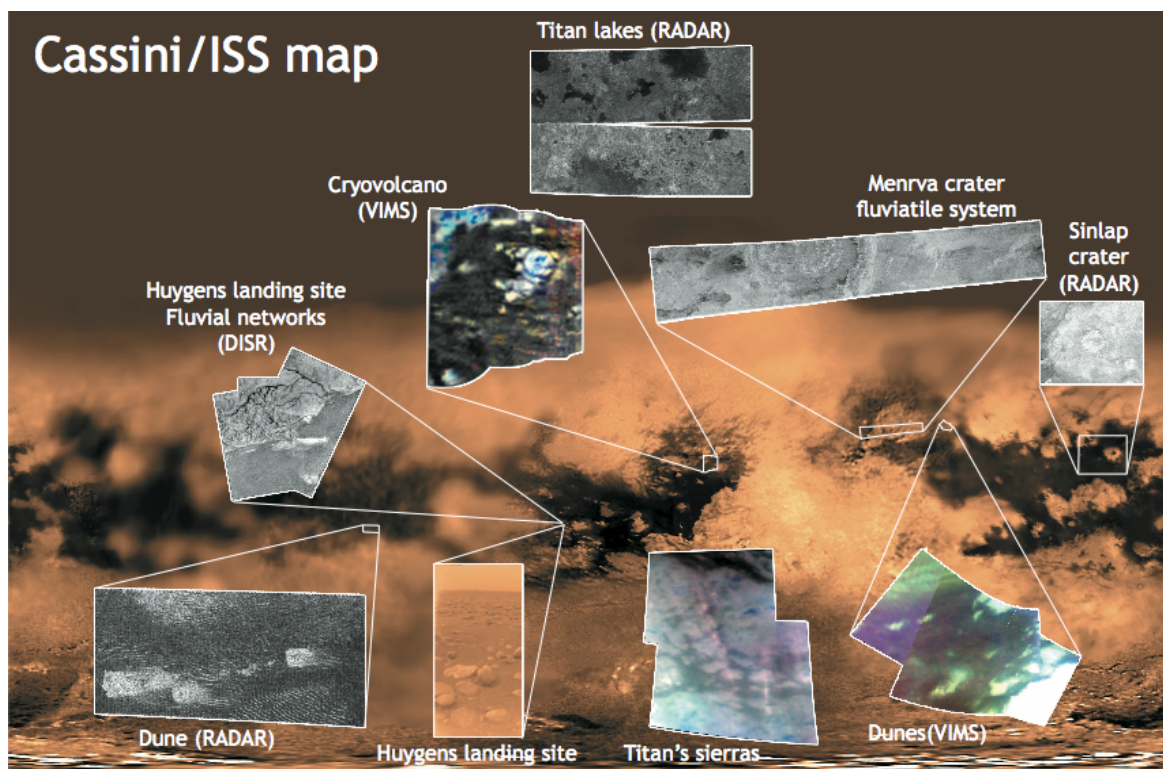 Cassini/ISS map
Titan lakes (RADAR)
Cryovolcano
(VIMS)
Menrva crater
fluviatile system
Sinlap
crater
(RADAR)
Huygens landing site
Fluvial networks
(DISR)
Dune (RADAR)
Huygens landing site
Titan's sierras
Dunes(VIMS)